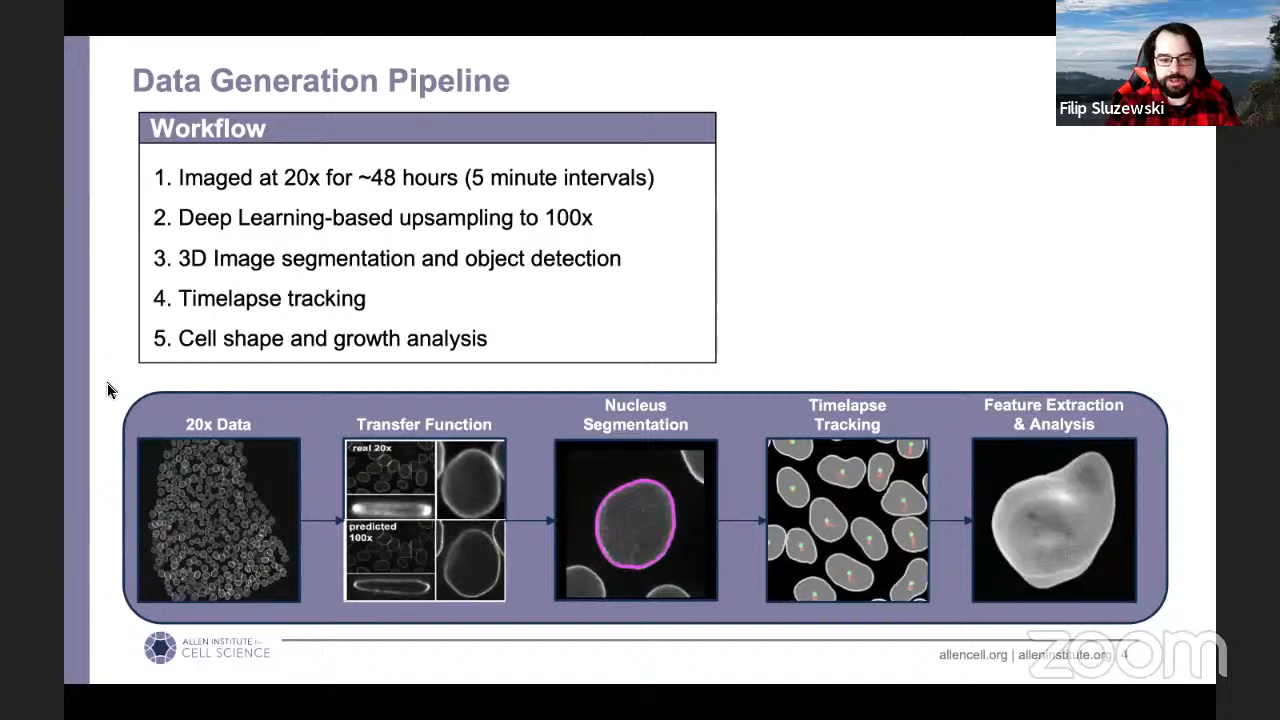 Data Generation Pipeline
Filip Sluzewski
Workflow
1. Imaged at 20x for ~48 hours (5 minute intervals)
2. Deep Learning-based upsampling to 100x
3. 3D Image segmentation and object detection
4. Timelapse tracking
5. Cell shape and growth analysis
20x Data
Transfer Function
Nucleus
Segmentation
Timelapse
Tracking
Feature Extraction
& Analysis
real 20x
predicted
100x
ALLEN INSTITUTE for
CELL SCIENCE
allencell.org | alleninstitute.org
4
zoom